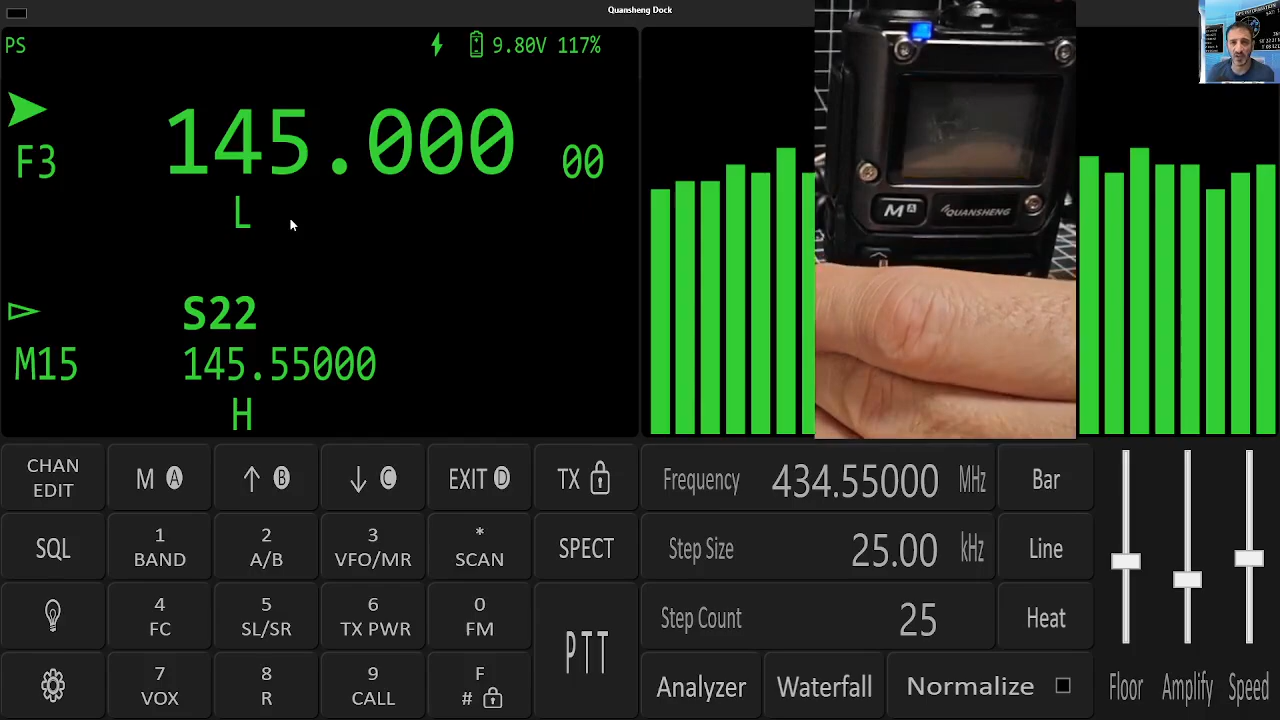 Quansheng Dock
PS
9.80V 117%
F3
145.000 00
L
S22
M15
145.55000
H
M A
QUANSHENG
CHAN EDIT
M A
↑ B
↓ C
EXIT D
TX
SQL
1 BAND
2 A/B
3 VFO/MR
* SCAN
SPECT
4 FC
5 SL/SR
6 TX PWR
0 FM
PTT
7 VOX
8 R
9 CALL
F #
Frequency 434.55000 MHz
Bar
Step Size 25.00 kHz
Line
Step Count 25
Heat
Analyzer
Waterfall
Normalize
Floor
Amplify
Speed